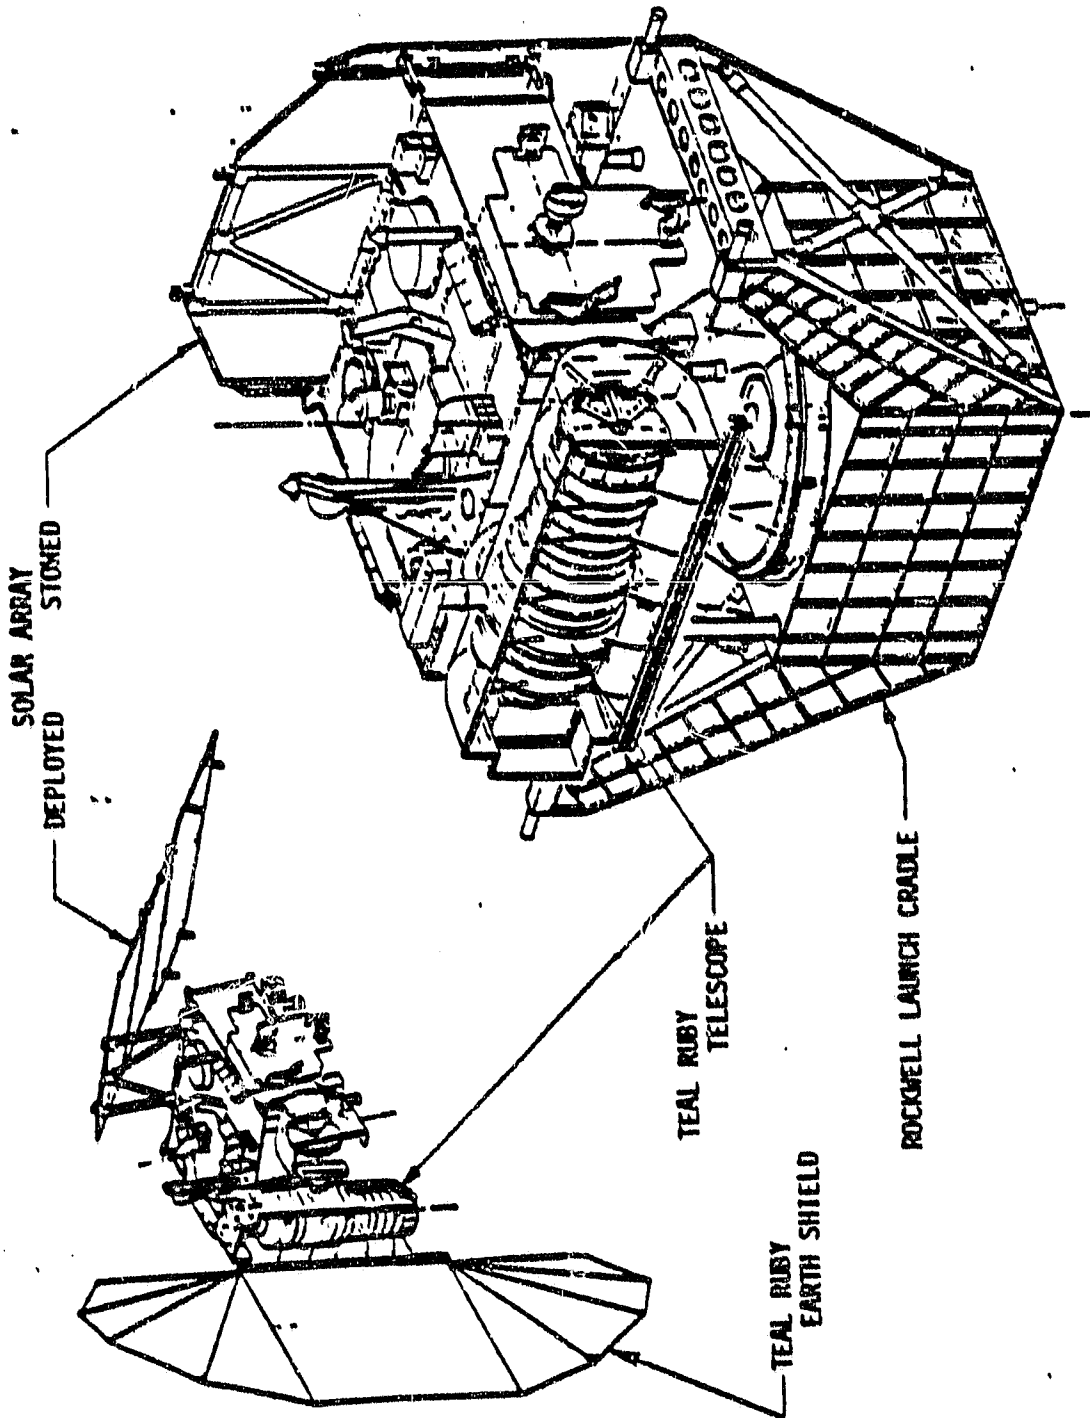 SOLAR ARRAY
DEPLOYED STOWED
TEAL RUBY
TELESCOPE
ROCKWELL LAUNCH CRADLE
TEAL RUBY
EARTH SHIELD